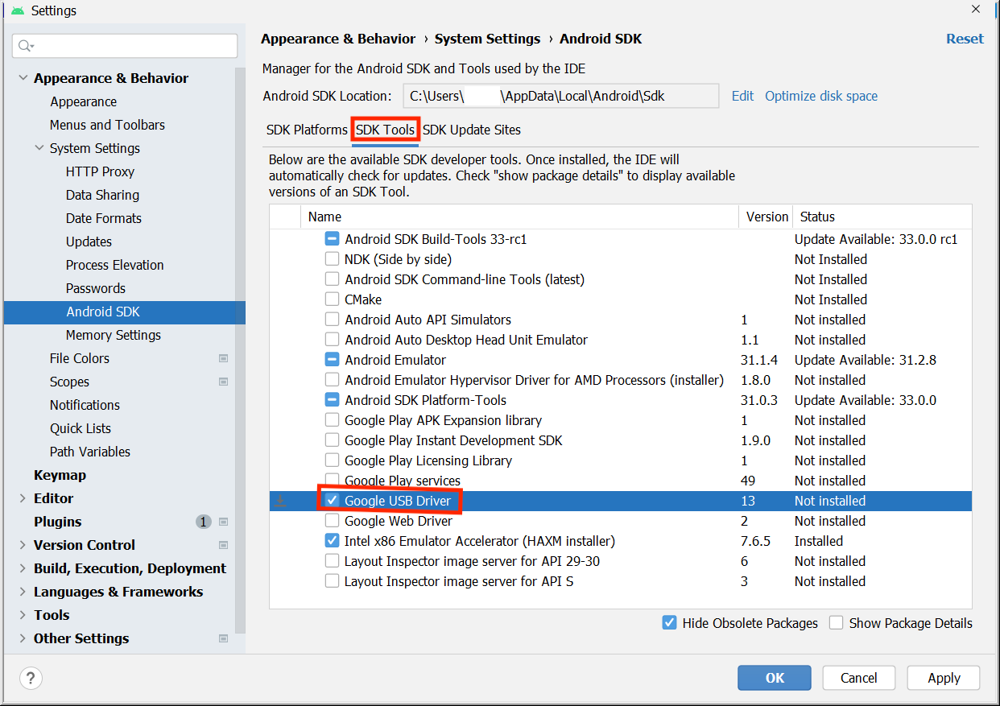 Settings
Appearance & Behavior › System Settings › Android SDK
Reset
Manager for the Android SDK and Tools used by the IDE
Android SDK Location: C:\Users\ \AppData\Local\Android\Sdk Edit Optimize disk space
SDK Platforms SDK Tools SDK Update Sites
Below are the available SDK developer tools. Once installed, the IDE will
automatically check for updates. Check "show package details" to display available
versions of an SDK Tool.
Appearance & Behavior
Appearance
Menus and Toolbars
System Settings
HTTP Proxy
Data Sharing
Date Formats
Updates
Process Elevation
Passwords
Android SDK
Memory Settings
File Colors
Scopes
Notifications
Quick Lists
Path Variables
Keymap
Editor
Plugins 1
Version Control
Build, Execution, Deployment
Languages & Frameworks
Tools
Other Settings
Name Version Status
Android SDK Build-Tools 33-rc1 Update Available: 33.0.0 rc1
NDK (Side by side) Not Installed
Android SDK Command-line Tools (latest) Not Installed
CMake Not Installed
Android Auto API Simulators 1 Not installed
Android Auto Desktop Head Unit Emulator 1.1 Not installed
Android Emulator 31.1.4 Update Available: 31.2.8
Android Emulator Hypervisor Driver for AMD Processors (installer) 1.8.0 Not installed
Android SDK Platform-Tools 31.0.3 Update Available: 33.0.0
Google Play APK Expansion library 1 Not installed
Google Play Instant Development SDK 1.9.0 Not installed
Google Play Licensing Library 1 Not installed
Google Play services 49 Not installed
Google USB Driver 13 Not installed
Google Web Driver 2 Not installed
Intel x86 Emulator Accelerator (HAXM installer) 7.6.5 Installed
Layout Inspector image server for API 29-30 6 Not installed
Layout Inspector image server for API S 3 Not installed
Hide Obsolete Packages Show Package Details
? OK Cancel Apply